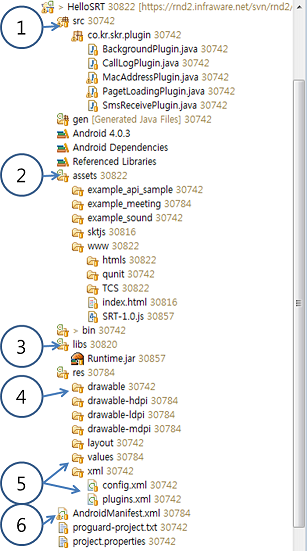 > HelloSRT 30822 [https://rnd2.infraware.net/svn/rnd2/
1
src 30742
co.kr.skr.plugin 30742
BackgroundPlugin.java 30742
CallLogPlugin.java 30742
MacAddressPlugin.java 30742
PagetLoadingPlugin.java 30742
SmsReceivePlugin.java 30742
gen [Generated Java Files] 30742
Android 4.0.3
Android Dependencies
Referenced Libraries
2
assets 30822
example_api_sample 30742
example_meeting 30784
example_sound 30742
sktjs 30816
www 30822
htmls 30822
qunit 30742
TCS 30822
index.html 30816
SRT-1.0.js 30857
> bin 30742
3
libs 30820
Runtime.jar 30857
res 30784
4
drawable 30742
drawable-hdpi 30784
drawable-ldpi 30784
drawable-mdpi 30784
layout 30742
values 30784
xml 30742
5
config.xml 30742
plugins.xml 30742
6
AndroidManifest.xml 30784
proguard-project.txt 30742
project.properties 30742